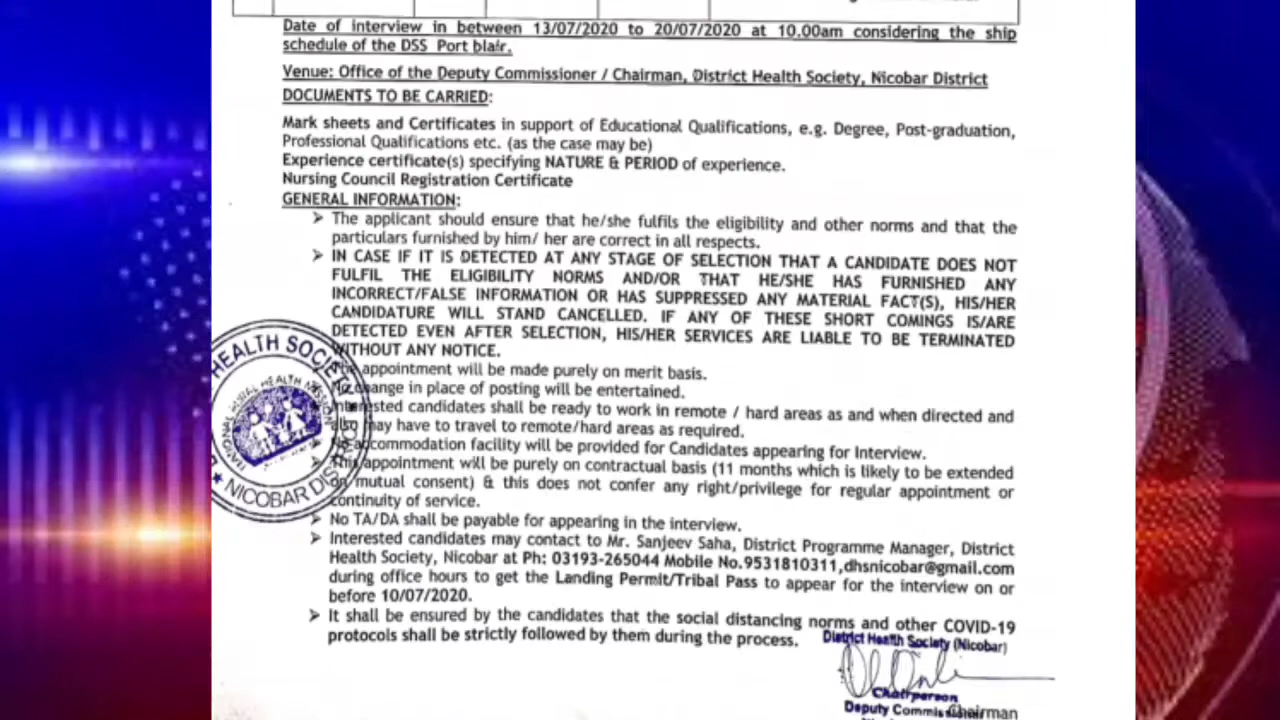 Date of interview in between 13/07/2020 to 20/07/2020 at 10.00am considering the ship
schedule of the DSS Port blair.
Venue: Office of the Deputy Commissioner / Chairman, District Health Society, Nicobar District
DOCUMENTS TO BE CARRIED:
Mark sheets and Certificates in support of Educational Qualifications, e.g. Degree, Post-graduation,
Professional Qualifications etc. (as the case may be)
Experience certificate(s) specifying NATURE & PERIOD of experience.
Nursing Council Registration Certificate
GENERAL INFORMATION:
➢ The applicant should ensure that he/she fulfils the eligibility and other norms and that the
particulars furnished by him/ her are correct in all respects.
➢ IN CASE IF IT IS DETECTED AT ANY STAGE OF SELECTION THAT A CANDIDATE DOES NOT
FULFIL THE ELIGIBILITY NORMS AND/OR THAT HE/SHE HAS FURNISHED ANY
INCORRECT/FALSE INFORMATION OR HAS SUPPRESSED ANY MATERIAL FACT(S), HIS/HER
CANDIDATURE WILL STAND CANCELLED. IF ANY OF THESE SHORT COMINGS IS/ARE
DETECTED EVEN AFTER SELECTION, HIS/HER SERVICES ARE LIABLE TO BE TERMINATED
WITHOUT ANY NOTICE.
The appointment will be made purely on merit basis.
No change in place of posting will be entertained.
Interested candidates shall be ready to work in remote / hard areas as and when directed and
also may have to travel to remote/hard areas as required.
No accommodation facility will be provided for Candidates appearing for Interview.
➢ This appointment will be purely on contractual basis (11 months which is likely to be extended
on mutual consent) & this does not confer any right/privilege for regular appointment or
continuity of service.
➢ No TA/DA shall be payable for appearing in the interview.
➢ Interested candidates may contact to Mr. Sanjeev Saha, District Programme Manager, District
Health Society, Nicobar at Ph: 03193-265044 Mobile No.9531810311,dhsnicobar@gmail.com
during office hours to get the Landing Permit/Tribal Pass to appear for the interview on or
before 10/07/2020.
➢ It shall be ensured by the candidates that the social distancing norms and other COVID-19
protocols shall be strictly followed by them during the process.
HEALTH SOCIETY
NATIONAL RURAL HEALTH MISSION
NICOBAR DIS
District Health Society (Nicobar)
Chairperson
Deputy Commissioner
Chairman